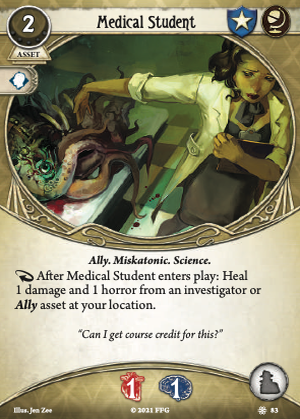 2
Medical Student
ASSET
Ally. Miskatonic. Science.
After Medical Student enters play: Heal
1 damage and 1 horror from an investigator or
Ally asset at your location.
“Can I get course credit for this?”
1
1
Illus. Jen Zee
© 2021 FFG
83